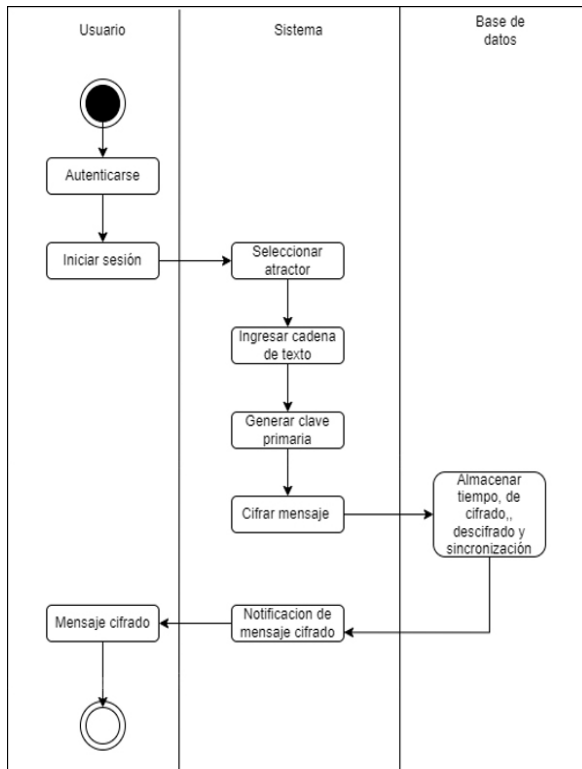 Usuario
Sistema
Base de
datos
Autenticarse
Iniciar sesión
Seleccionar
atractor
Ingresar cadena
de texto
Generar clave
primaria
Cifrar mensaje
Almacenar
tiempo, de
cifrado,,
descifrado y
sincronización
Notificacion de
mensaje cifrado
Mensaje cifrado